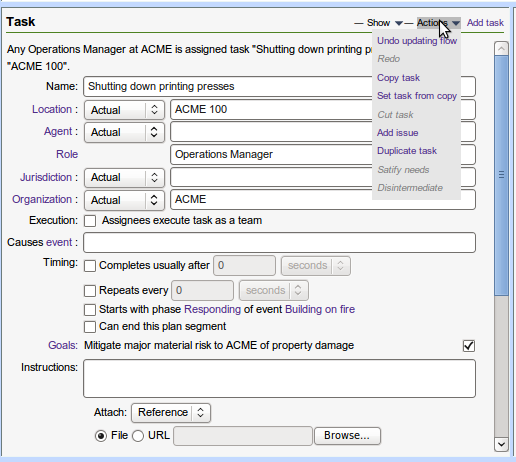 Task — Show — Actions Add task
Any Operations Manager at ACME is assigned task "Shutting down printing p
"ACME 100".
Undo updating flow
Redo
Copy task
Set task from copy
Cut task
Add issue
Duplicate task
Satify needs
Disintermediate
Name: Shutting down printing presses
Location : Actual ACME 100
Agent : Actual
Role Operations Manager
Jurisdiction : Actual
Organization : Actual ACME
Execution: Assignees execute task as a team
Causes event :
Timing: Completes usually after 0 seconds
Repeats every 0 seconds
Starts with phase Responding of event Building on fire
Can end this plan segment
Goals: Mitigate major material risk to ACME of property damage
Instructions:
Attach: Reference
File URL Browse...